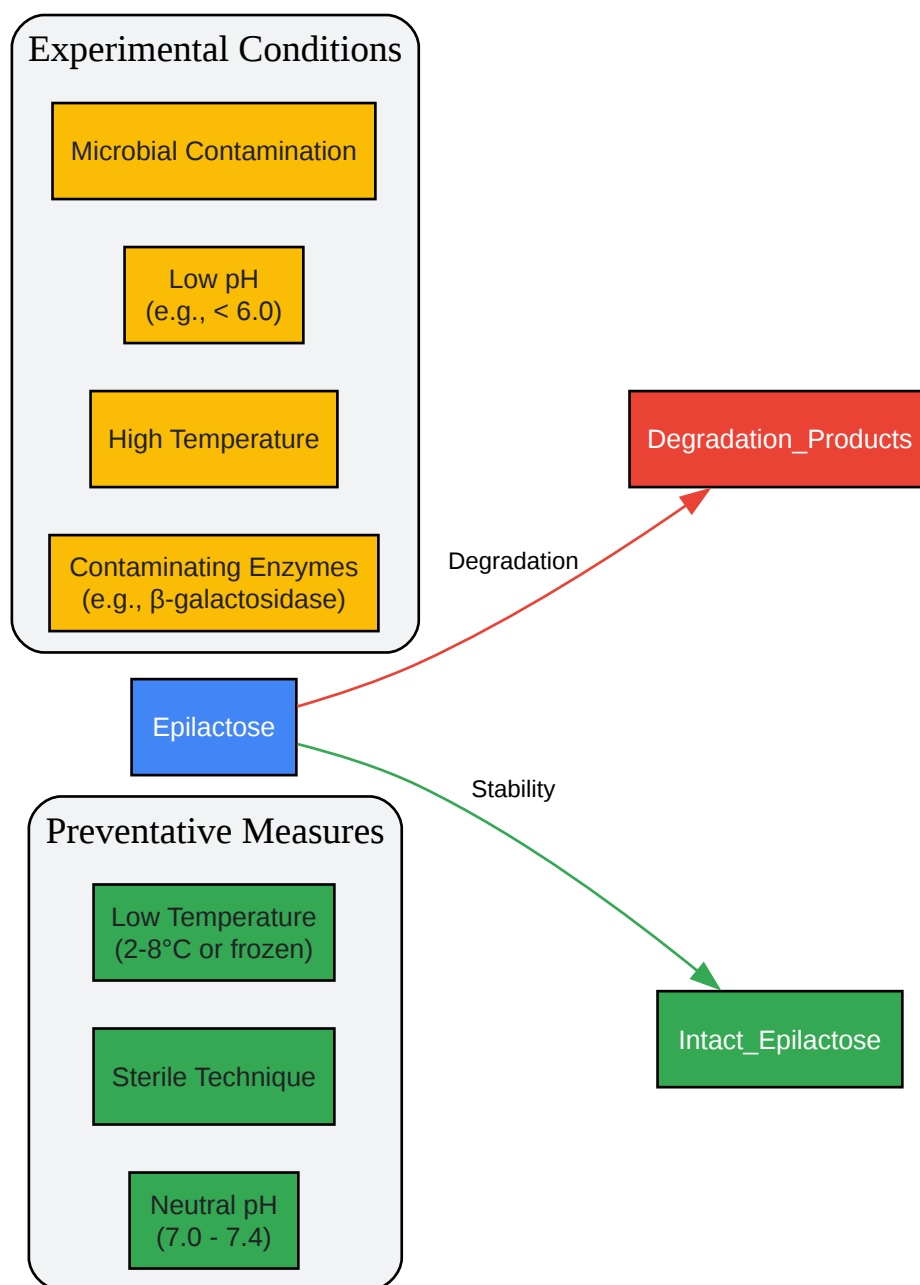 Experimental Conditions
Microbial Contamination
Low pH
(e.g., < 6.0)
High Temperature
Contaminating Enzymes
(e.g., β-galactosidase)
Degradation_Products
Degradation
Epilactose
Stability
Preventative Measures
Low Temperature
(2-8°C or frozen)
Sterile Technique
Neutral pH
(7.0 - 7.4)
Intact_Epilactose